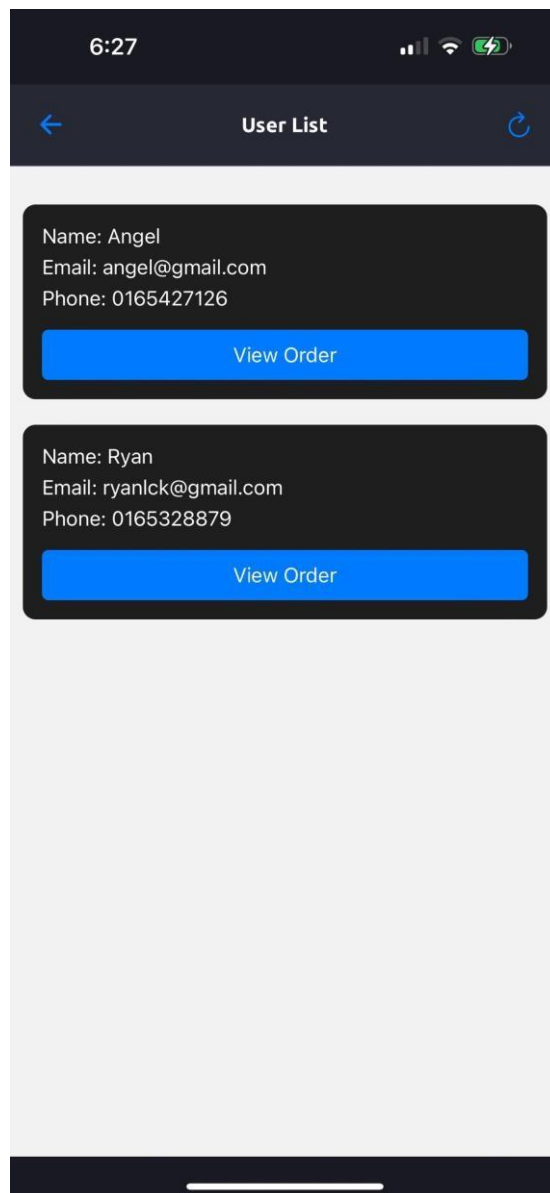 6:27
User List
Name: Angel
Email: angel@gmail.com
Phone: 0165427126
View Order
Name: Ryan
Email: ryanlck@gmail.com
Phone: 0165328879
View Order